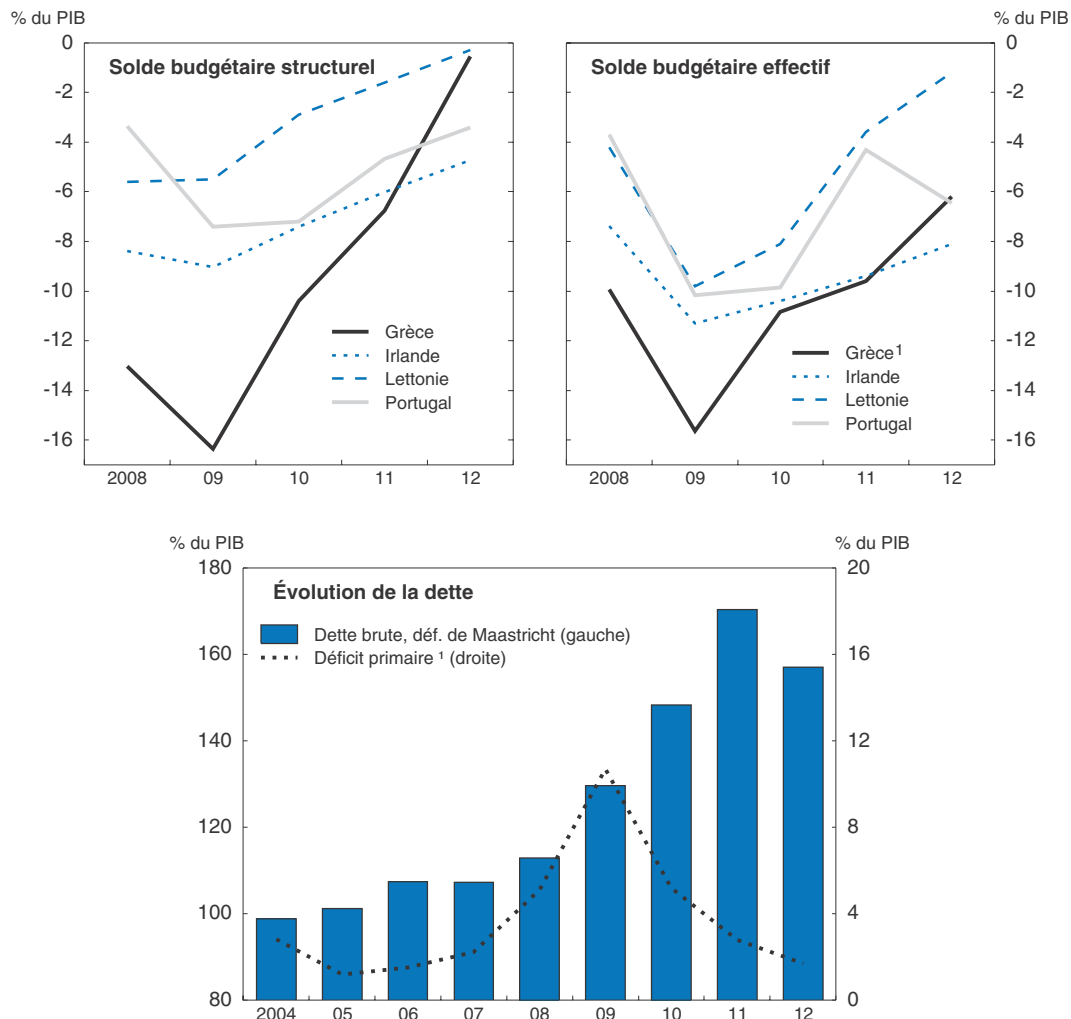 % du PIB
Solde budgétaire structurel
0
-2
-4
-6
-8
-10
-12
-14
-16
Grèce
Irlande
Lettonie
Portugal
2008 09 10 11 12
% du PIB
Solde budgétaire effectif
0
-2
-4
-6
-8
-10
-12
-14
-16
Grèce¹
Irlande
Lettonie
Portugal
2008 09 10 11 12
% du PIB % du PIB
Évolution de la dette
Dette brute, déf. de Maastricht (gauche)
Déficit primaire ¹ (droite)
180 20
160 16
140 12
120 8
100 4
80 0
2004 05 06 07 08 09 10 11 12